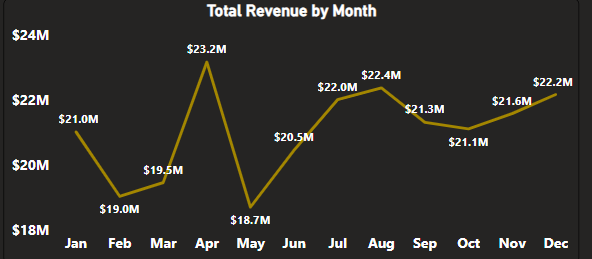 Total Revenue by Month
$24M
$22M
$20M
$18M
$21.0M
$19.0M
$19.5M
$23.2M
$18.7M
$20.5M
$22.0M
$22.4M
$21.3M
$21.1M
$21.6M
$22.2M
Jan Feb Mar Apr May Jun Jul Aug Sep Oct Nov Dec